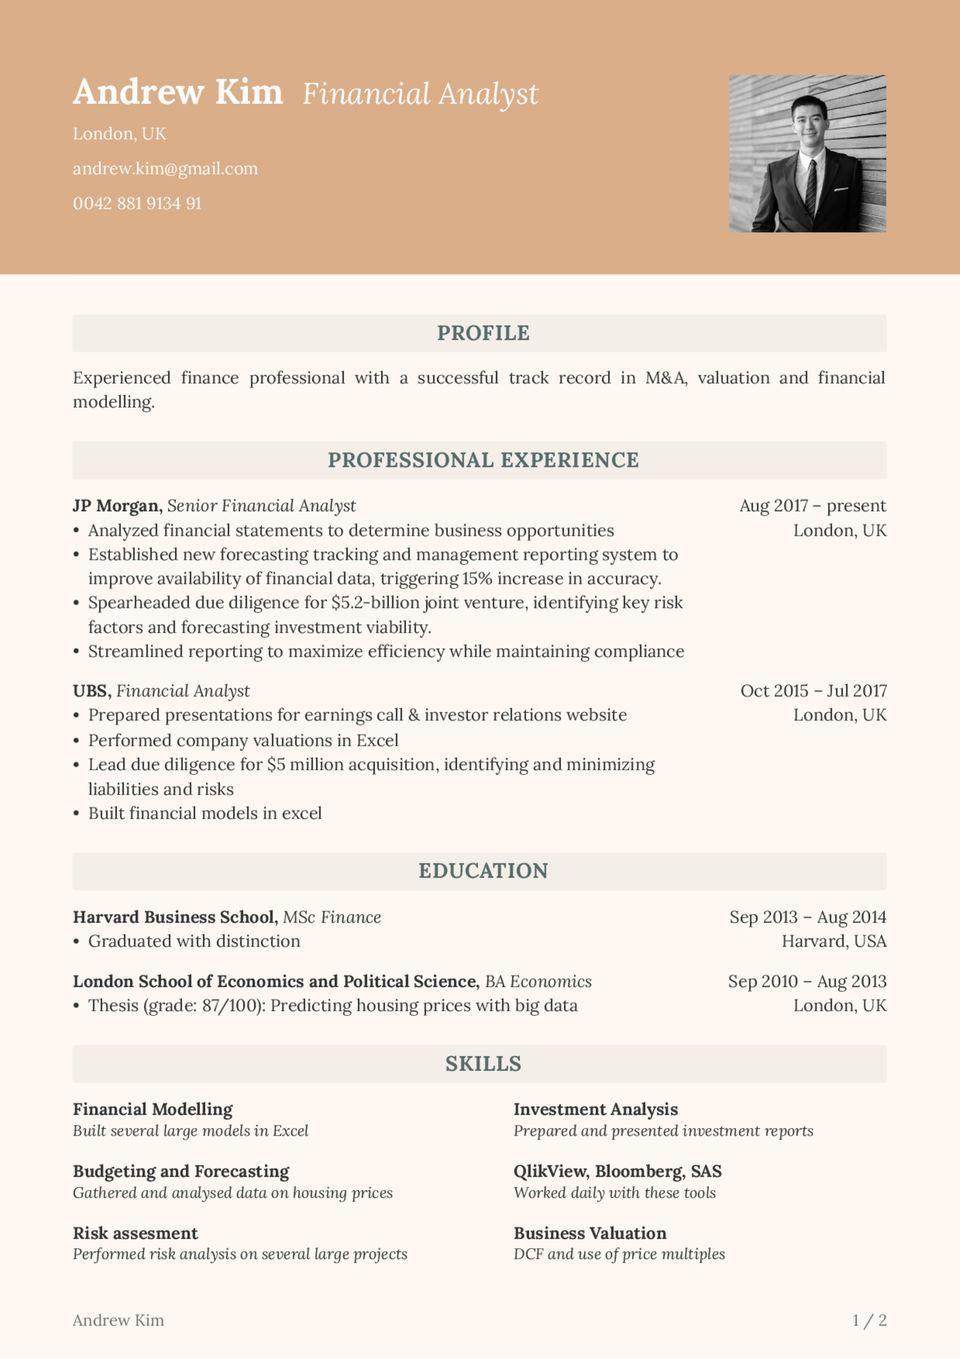 Andrew Kim Financial Analyst
London, UK
andrew.kim@gmail.com
0042 881 9134 91
PROFILE
Experienced finance professional with a successful track record in M&A, valuation and financial
modelling.
PROFESSIONAL EXPERIENCE
JP Morgan, Senior Financial Analyst Aug 2017 – present
• Analyzed financial statements to determine business opportunities London, UK
• Established new forecasting tracking and management reporting system to
improve availability of financial data, triggering 15% increase in accuracy.
• Spearheaded due diligence for $5.2-billion joint venture, identifying key risk
factors and forecasting investment viability.
• Streamlined reporting to maximize efficiency while maintaining compliance
UBS, Financial Analyst Oct 2015 – Jul 2017
• Prepared presentations for earnings call & investor relations website London, UK
• Performed company valuations in Excel
• Lead due diligence for $5 million acquisition, identifying and minimizing
liabilities and risks
• Built financial models in excel
EDUCATION
Harvard Business School, MSc Finance Sep 2013 – Aug 2014
• Graduated with distinction Harvard, USA
London School of Economics and Political Science, BA Economics Sep 2010 – Aug 2013
• Thesis (grade: 87/100): Predicting housing prices with big data London, UK
SKILLS
Financial Modelling
Built several large models in Excel
Investment Analysis
Prepared and presented investment reports
Budgeting and Forecasting
Gathered and analysed data on housing prices
QlikView, Bloomberg, SAS
Worked daily with these tools
Risk assesment
Performed risk analysis on several large projects
Business Valuation
DCF and use of price multiples
Andrew Kim 1 / 2